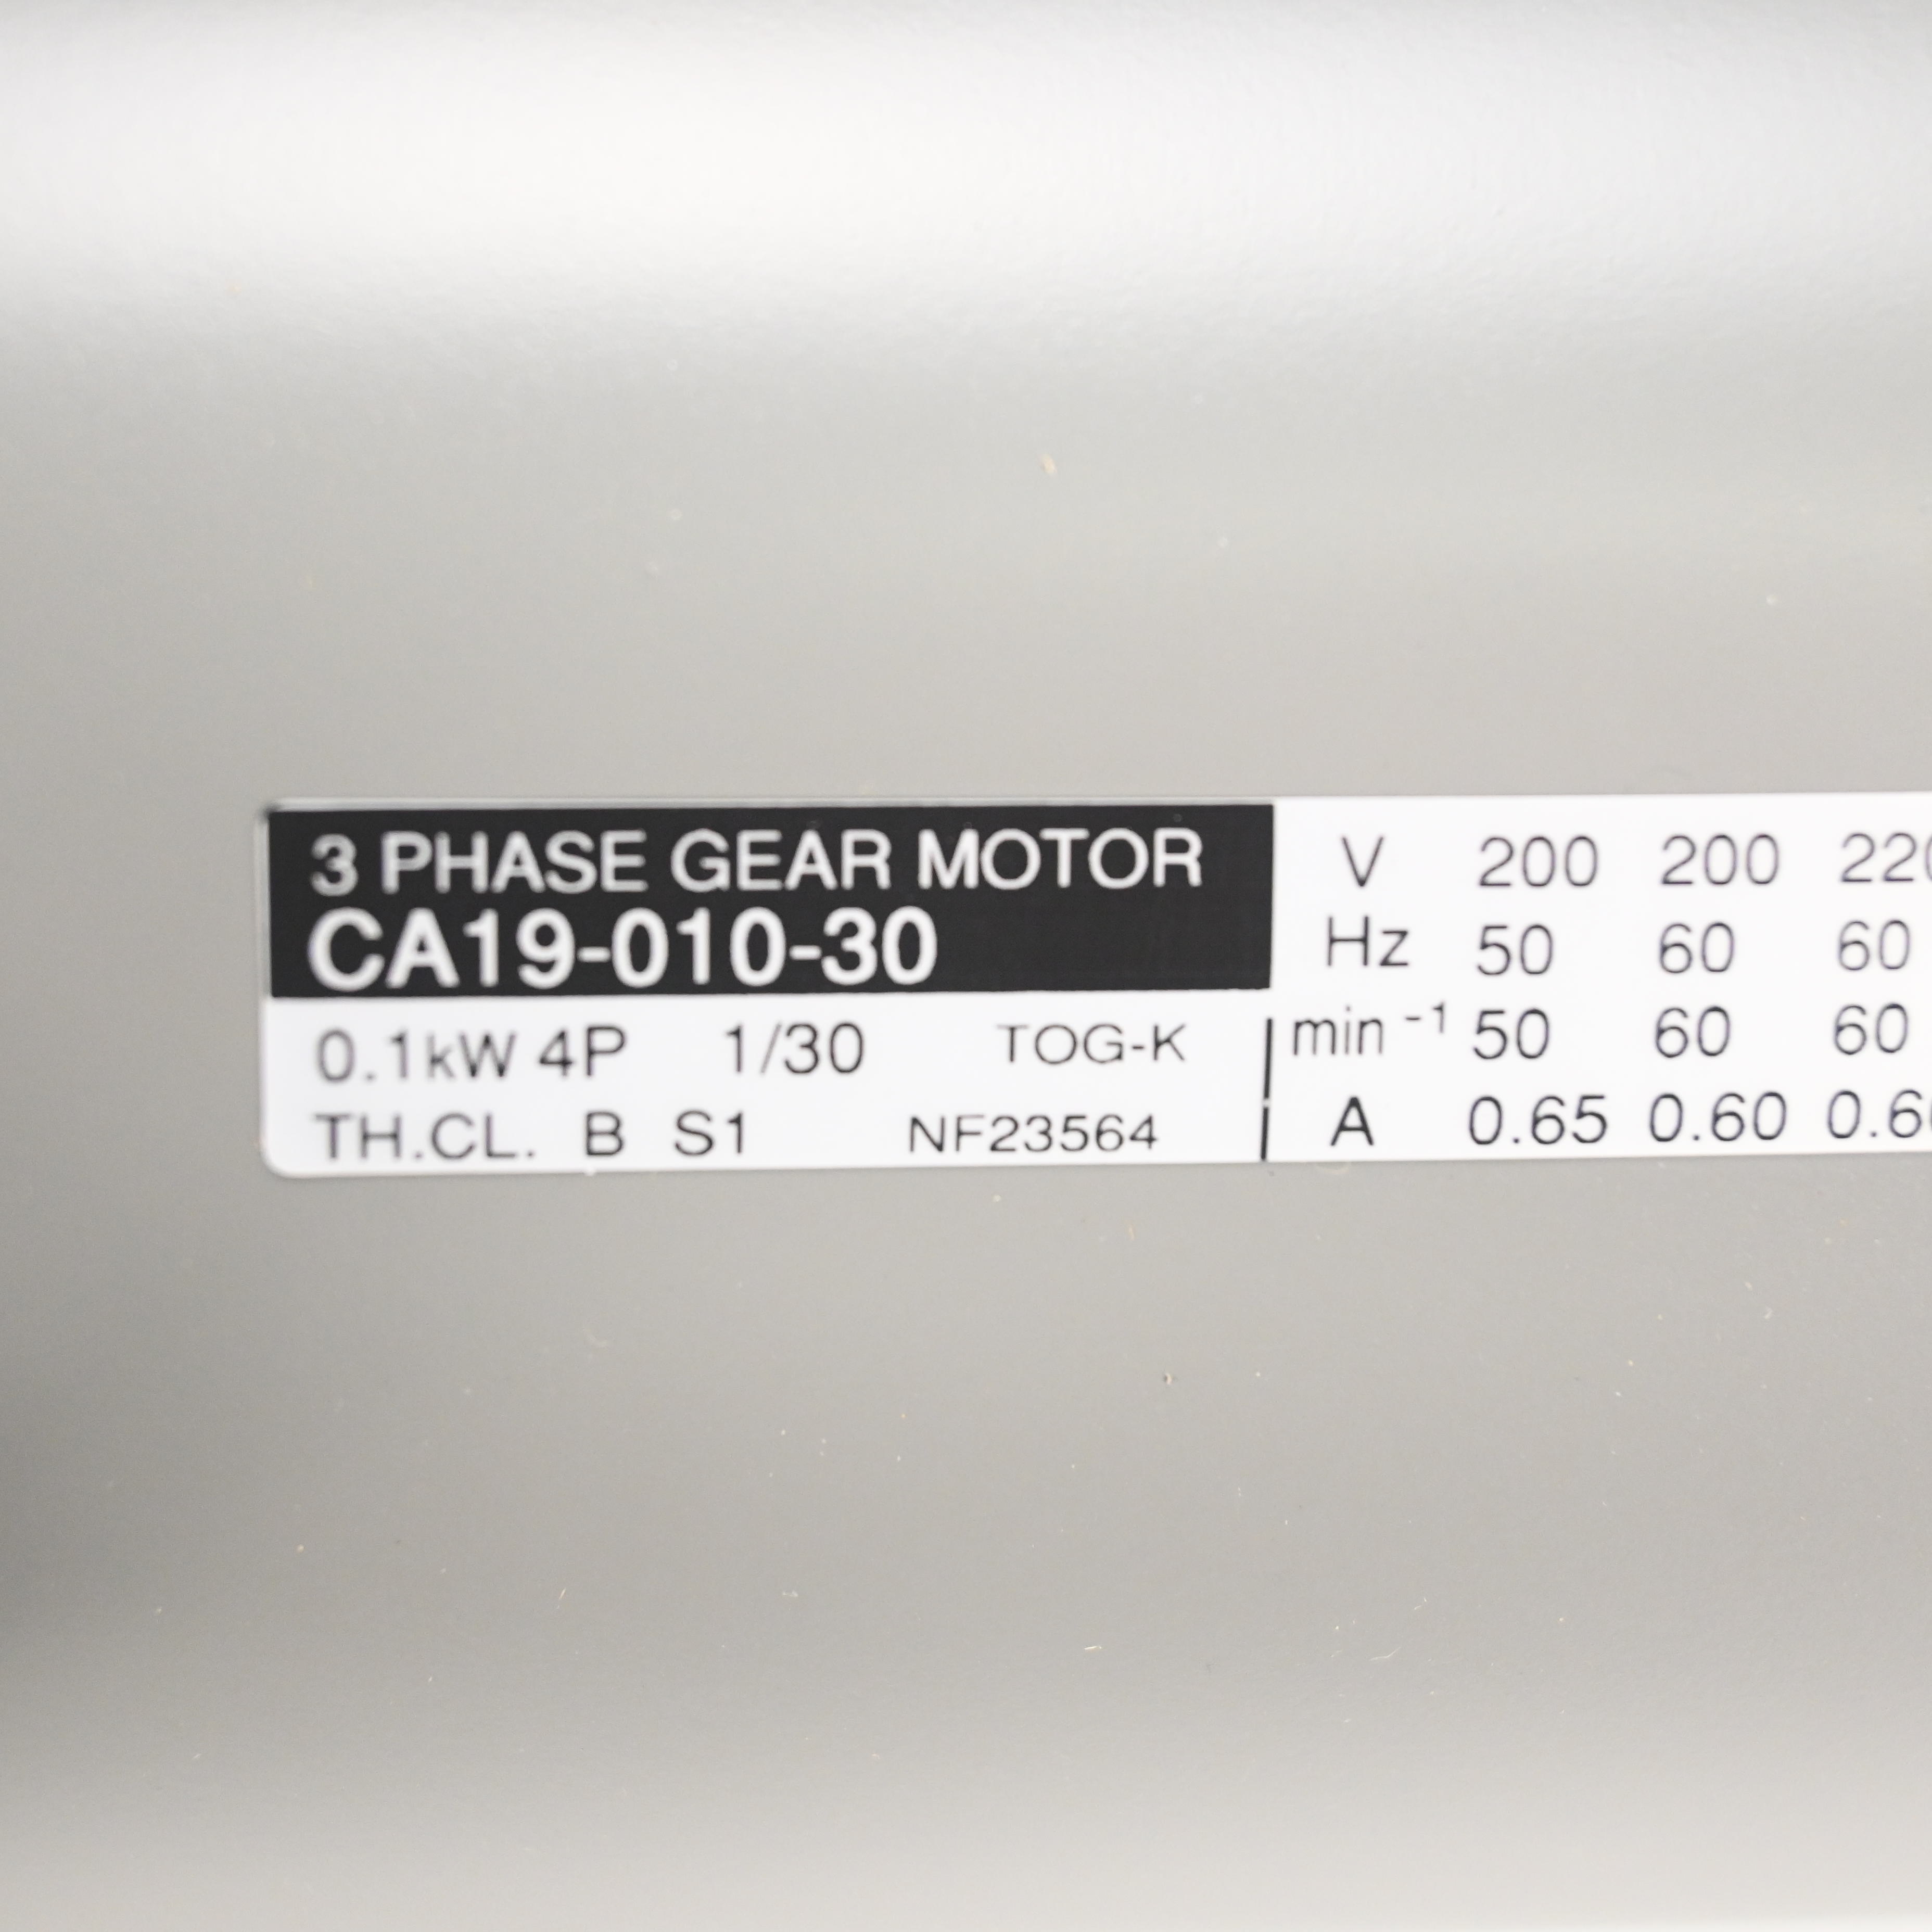 3 PHASE GEAR MOTOR
CA19-010-30
0.1kW 4P 1/30 TOG-K
TH.CL. B S1 NF23564
V 200 200
Hz 50 60 60
min⁻¹ 50 60 60
A 0.65 0.60